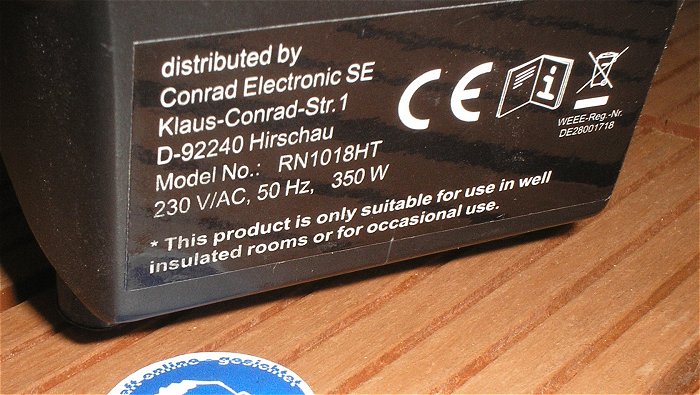 distributed by
Conrad Electronic SE
Klaus-Conrad-Str.1
D-92240 Hirschau
Model No.: RN1018HT
230 V/AC, 50 Hz, 350 W
* This product is only suitable for use in well
insulated rooms or for occasional use.
CE
WEEE-Reg.-Nr.
DE28001718
online - gesichtet